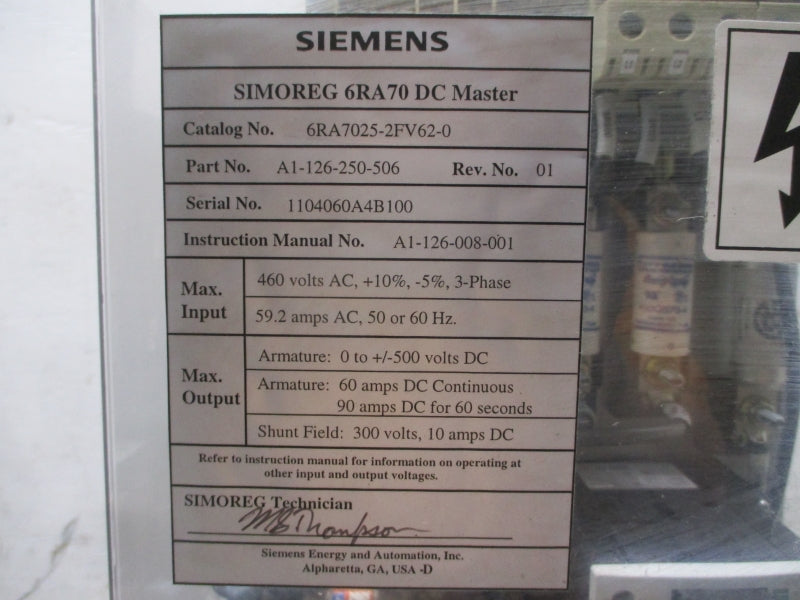 SIEMENS
SIMOREG 6RA70 DC Master
Catalog No. 6RA7025-2FV62-0
Part No. A1-126-250-506 Rev. No. 01
Serial No. 1104060A4B100
Instruction Manual No. A1-126-008-001
Max. Input
460 volts AC, +10%, -5%, 3-Phase
59.2 amps AC, 50 or 60 Hz.
Max. Output
Armature: 0 to +/-500 volts DC
Armature: 60 amps DC Continuous
90 amps DC for 60 seconds
Shunt Field: 300 volts, 10 amps DC
Refer to instruction manual for information on operating at
other input and output voltages.
SIMOREG Technician
Thompson
Siemens Energy and Automation, Inc.
Alpharetta, GA, USA -D